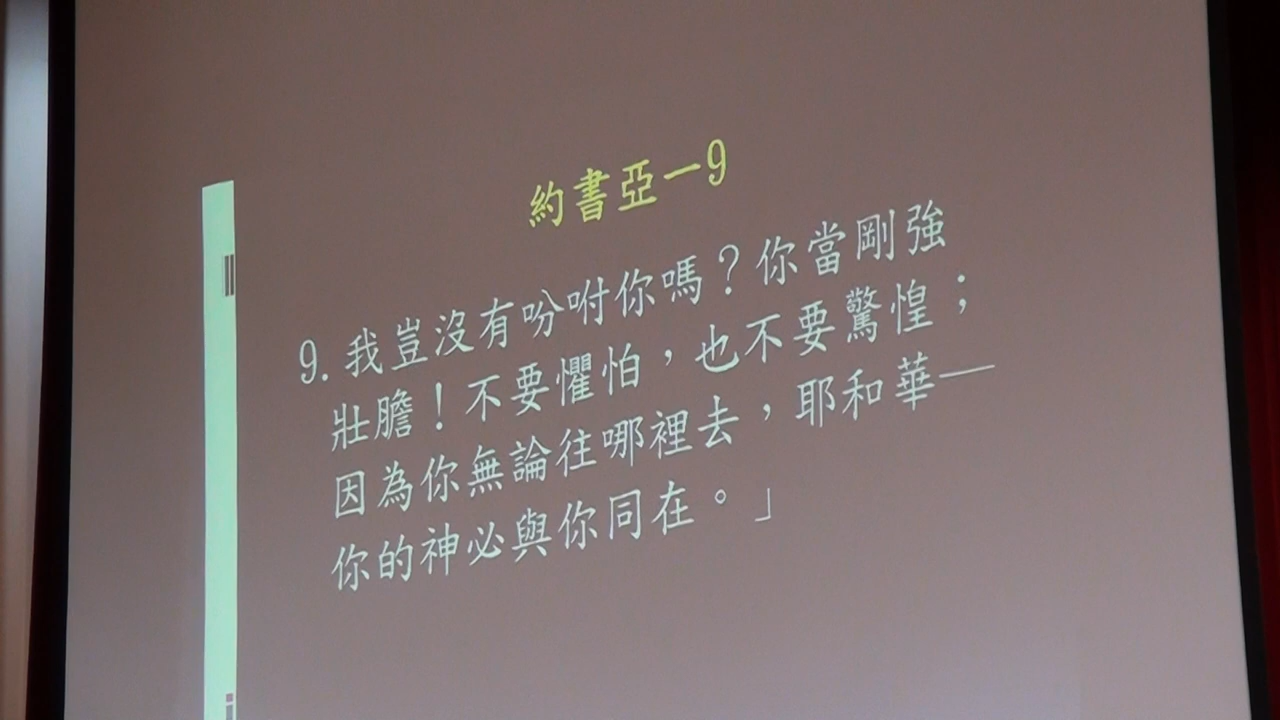 約書亞一9
9. 我豈沒有吩咐你嗎？你當剛強
壯膽！不要懼怕，也不要驚惶；
因為你無論往哪裡去，耶和華—
你的神必與你同在。」